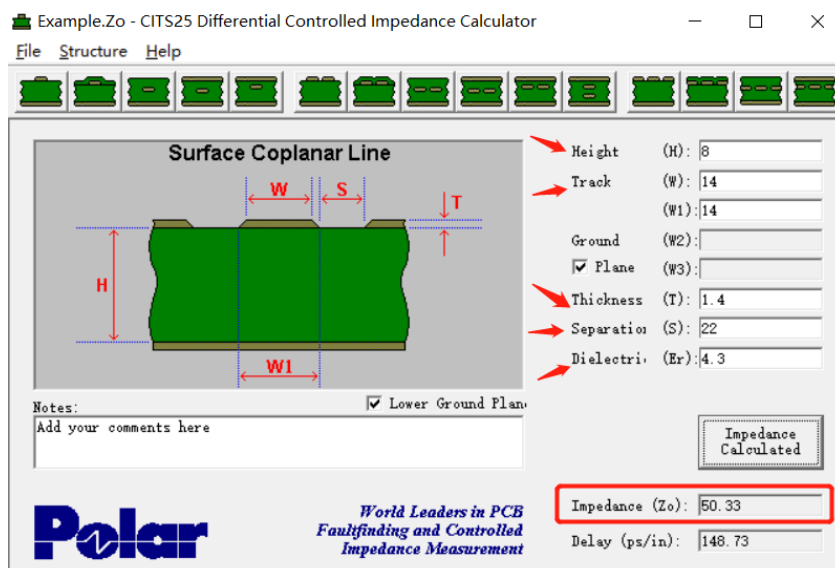 Example.Zo - CITS25 Differential Controlled Impedance Calculator
File Structure Help
Surface Coplanar Line
W
S
T
H
W1
Height (H): 8
Track (W): 14
(W1): 14
Ground (W2):
Plane (W3):
Thickness (T): 1.4
Separatio (S): 22
Dielectri (Er): 4.3
Notes:
Lower Ground Plan
Add your comments here
Impedance
Calculated
Polar
World Leaders in PCB
Faultfinding and Controlled
Impedance Measurement
Impedance (Zo): 50.33
Delay (ps/in): 148.73